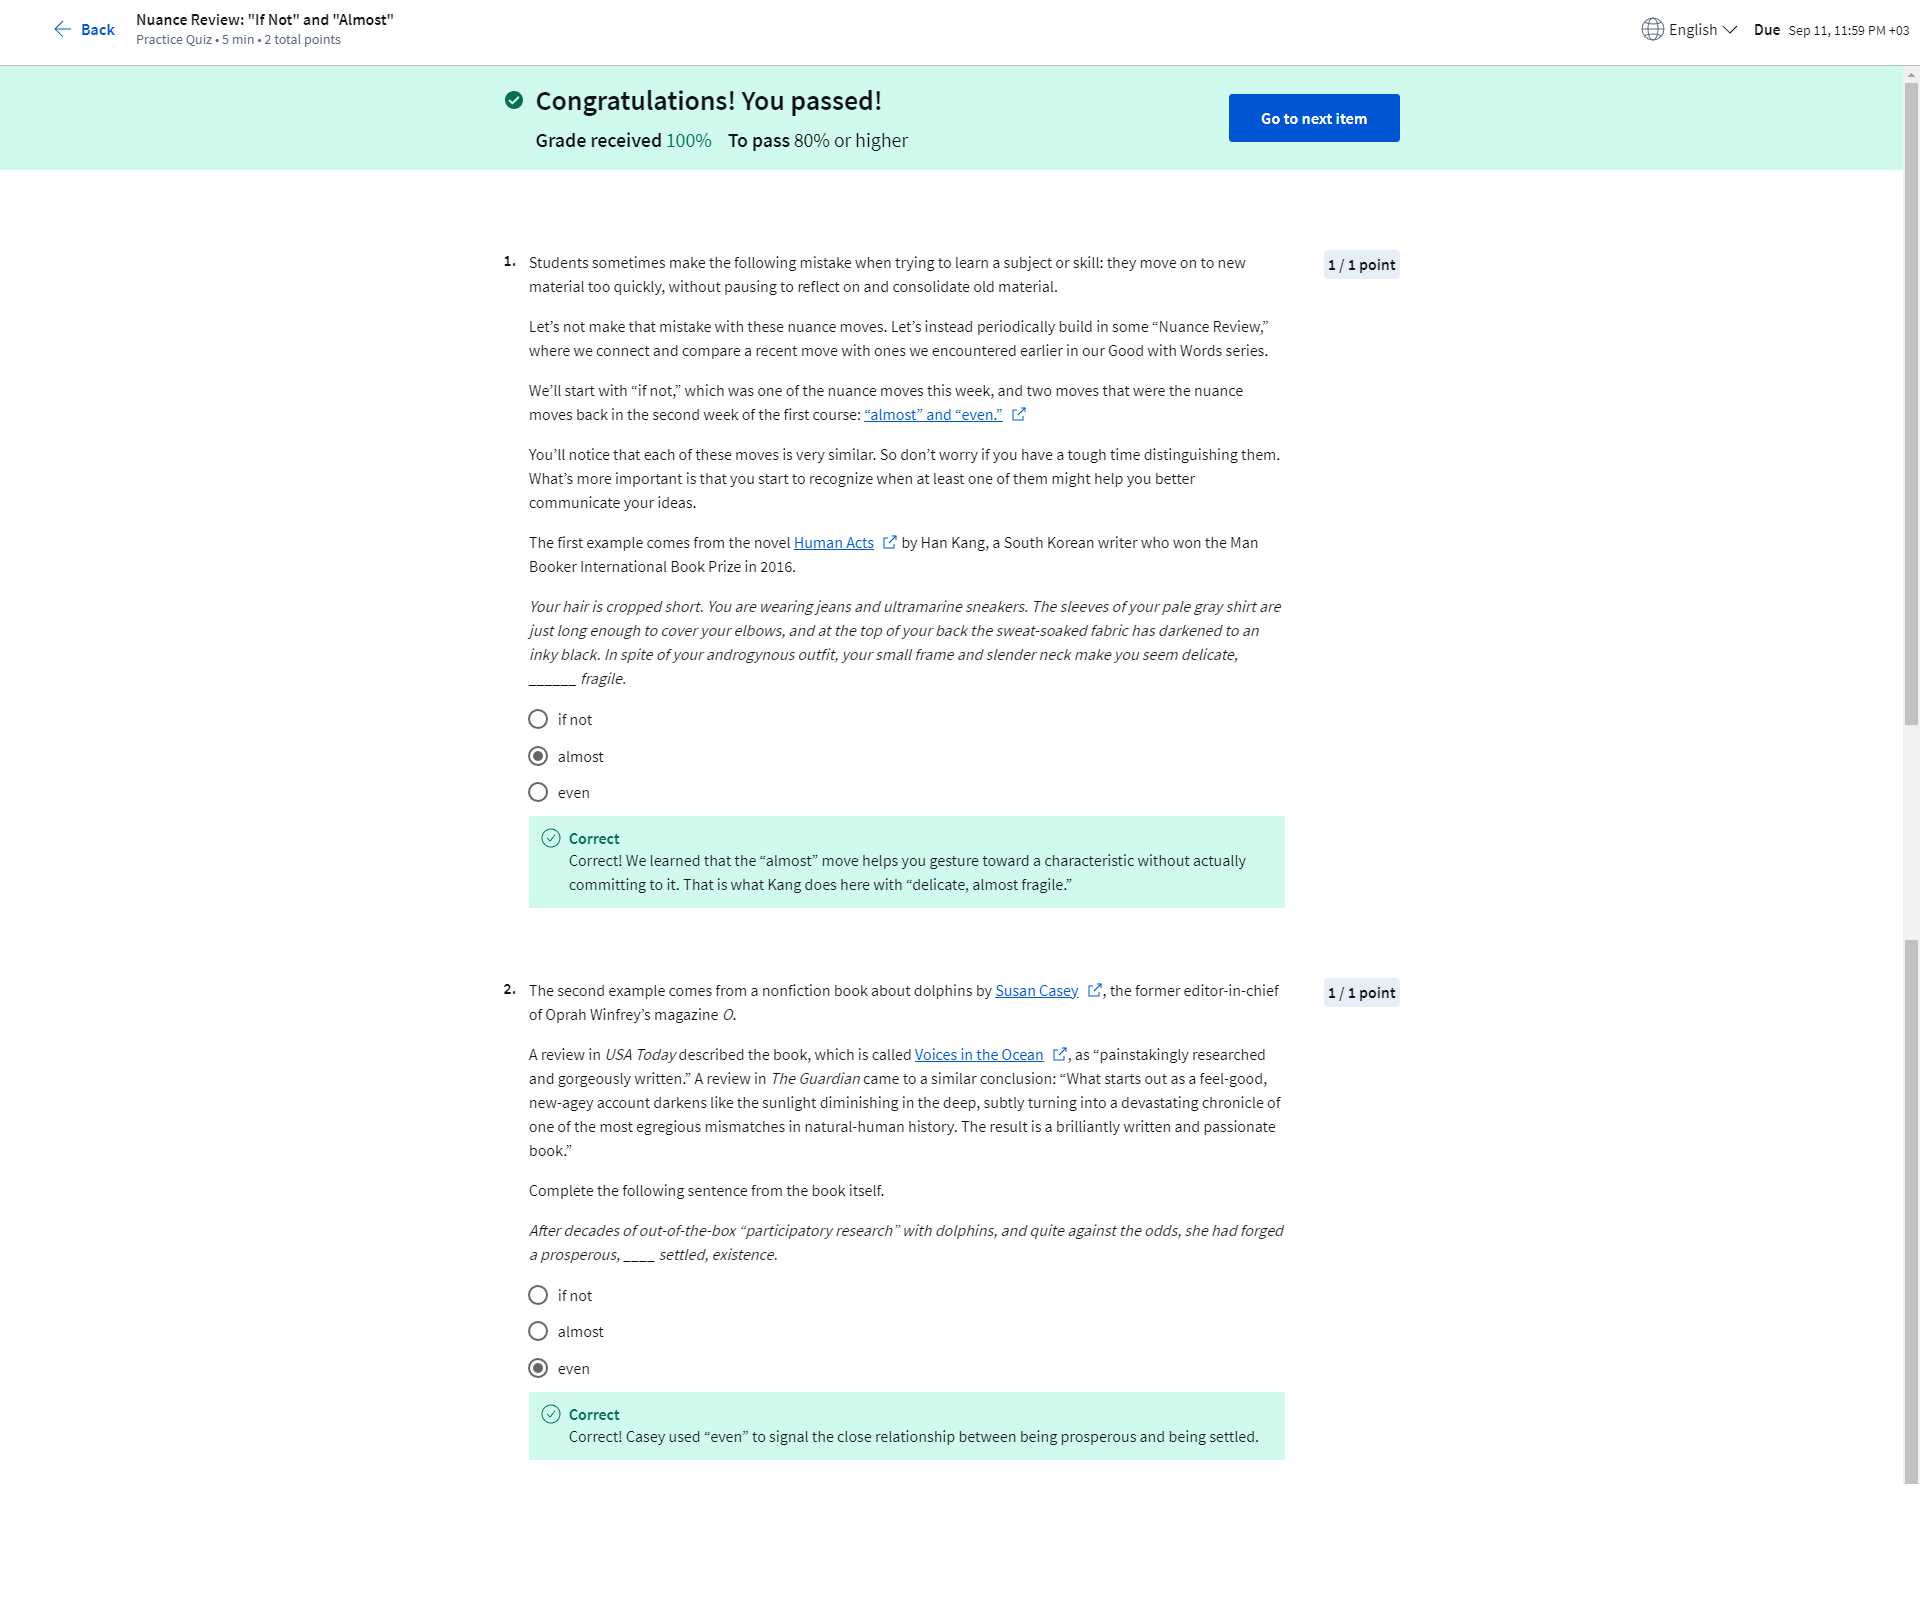 Back
Nuance Review: "If Not" and "Almost"
Practice Quiz • 5 min • 2 total points
English
Due Sep 11, 11:59 PM +03
Congratulations! You passed!
Grade received 100% To pass 80% or higher
Go to next item
1. Students sometimes make the following mistake when trying to learn a subject or skill: they move on to new
material too quickly, without pausing to reflect on and consolidate old material.
1 / 1 point
Let’s not make that mistake with these nuance moves. Let’s instead periodically build in some “Nuance Review,”
where we connect and compare a recent move with ones we encountered earlier in our Good with Words series.
We’ll start with “if not,” which was one of the nuance moves this week, and two moves that were the nuance
moves back in the second week of the first course: “almost” and “even.”
You’ll notice that each of these moves is very similar. So don’t worry if you have a tough time distinguishing them.
What’s more important is that you start to recognize when at least one of them might help you better
communicate your ideas.
The first example comes from the novel Human Acts by Han Kang, a South Korean writer who won the Man
Booker International Book Prize in 2016.
Your hair is cropped short. You are wearing jeans and ultramarine sneakers. The sleeves of your pale gray shirt are
just long enough to cover your elbows, and at the top of your back the sweat-soaked fabric has darkened to an
inky black. In spite of your androgynous outfit, your small frame and slender neck make you seem delicate,
______ fragile.
if not
almost
even
Correct
Correct! We learned that the “almost” move helps you gesture toward a characteristic without actually
committing to it. That is what Kang does here with “delicate, almost fragile.”
2. The second example comes from a nonfiction book about dolphins by Susan Casey , the former editor-in-chief
of Oprah Winfrey’s magazine O.
1 / 1 point
A review in USA Today described the book, which is called Voices in the Ocean , as “painstakingly researched
and gorgeously written.” A review in The Guardian came to a similar conclusion: “What starts out as a feel-good,
new-agey account darkens like the sunlight diminishing in the deep, subtly turning into a devastating chronicle of
one of the most egregious mismatches in natural-human history. The result is a brilliantly written and passionate
book.”
Complete the following sentence from the book itself.
After decades of out-of-the-box “participatory research” with dolphins, and quite against the odds, she had forged
a prosperous, ____ settled, existence.
if not
almost
even
Correct
Correct! Casey used “even” to signal the close relationship between being prosperous and being settled.